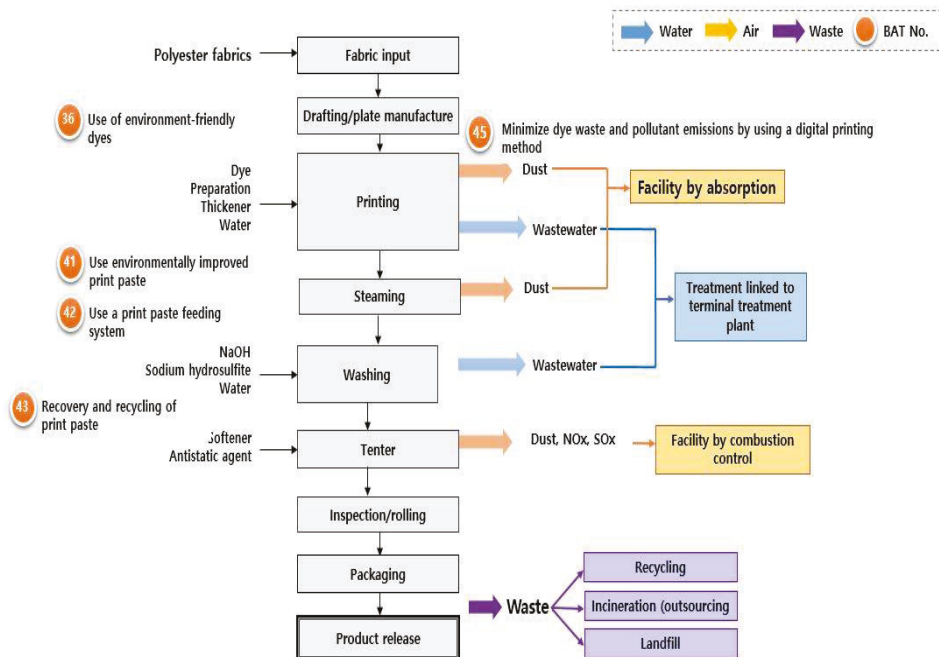 Water
Air
Waste
BAT No.
Polyester fabrics
Fabric input
36
Use of environment-friendly
dyes
Drafting/plate manufacture
45
Minimize dye waste and pollutant emissions by using a digital printing
method
Dye
Preparation
Thickener
Water
Printing
Dust
Facility by absorption
Wastewater
41
Use environmentally improved
print paste
Steaming
Dust
Treatment linked to
terminal treatment
plant
42
Use a print paste feeding
system
NaOH
Sodium hydrosulfite
Water
Washing
Wastewater
43
Recovery and recycling of
print paste
Softener
Antistatic agent
Tenter
Dust, NOx, SOx
Facility by combustion
control
Inspection/rolling
Packaging
Recycling
Waste
Incineration (outsourcing
Product release
Landfill